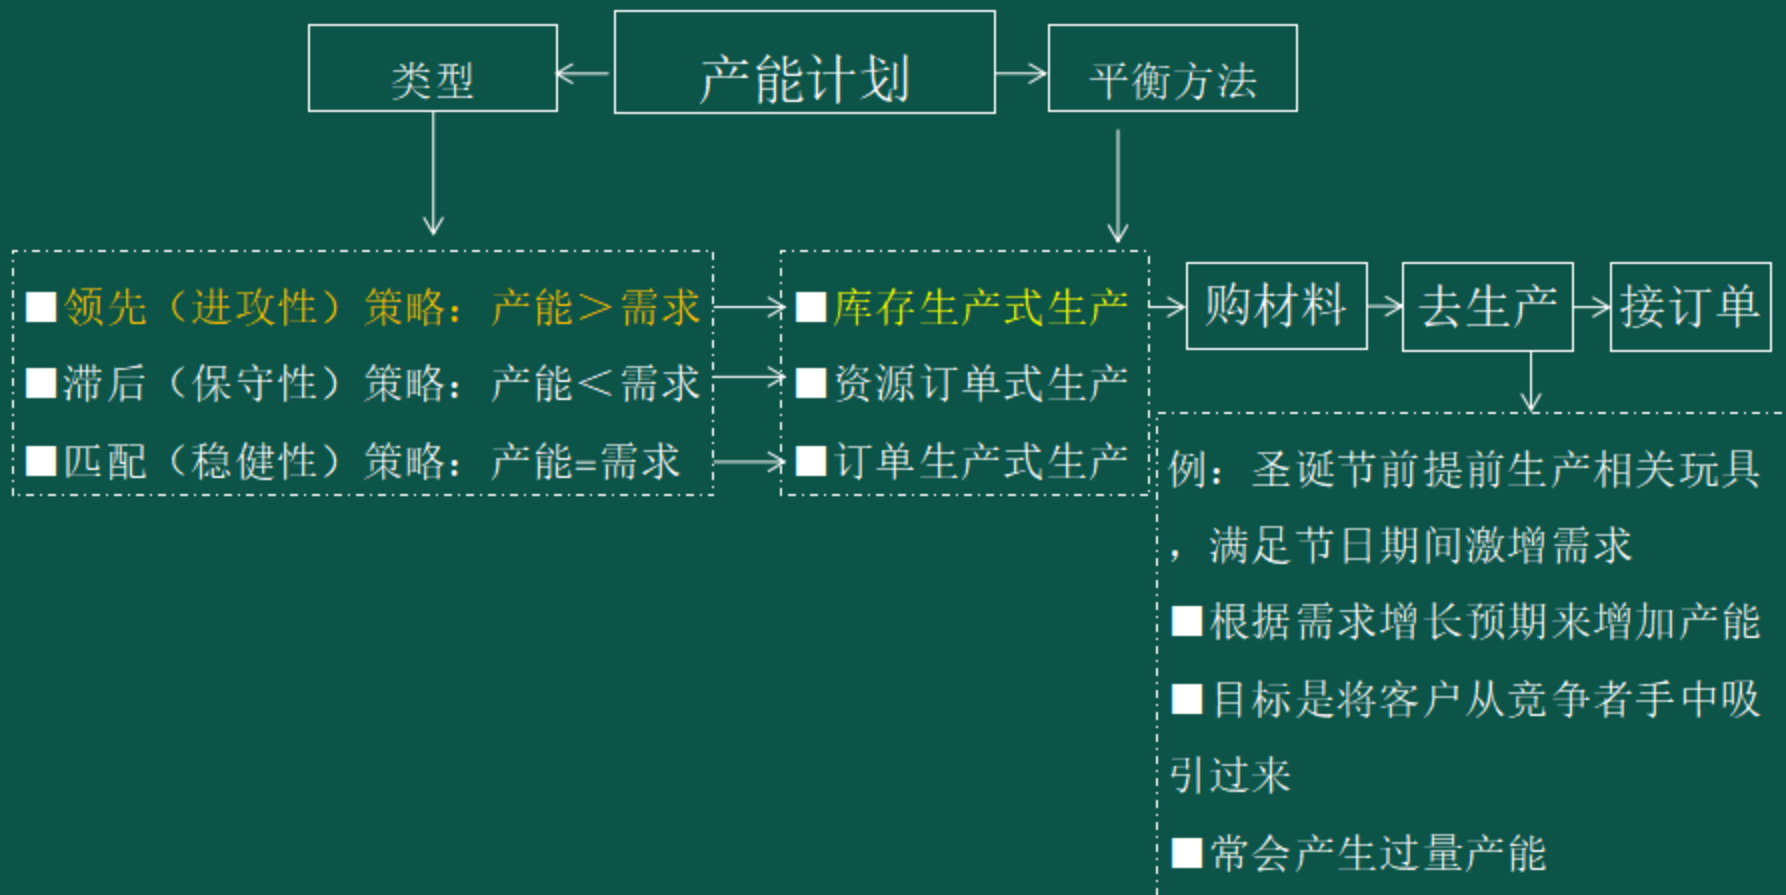 类型
产能计划
平衡方法
■领先（进攻性）策略：产能＞需求
■滞后（保守性）策略：产能＜需求
■匹配（稳健性）策略：产能=需求
■库存生产式生产
■资源订单式生产
■订单生产式生产
购材料
去生产
接订单
例：圣诞节前提前生产相关玩具
，满足节日期间激增需求
■根据需求增长预期来增加产能
■目标是将客户从竞争者手中吸
引过来
■常会产生过量产能